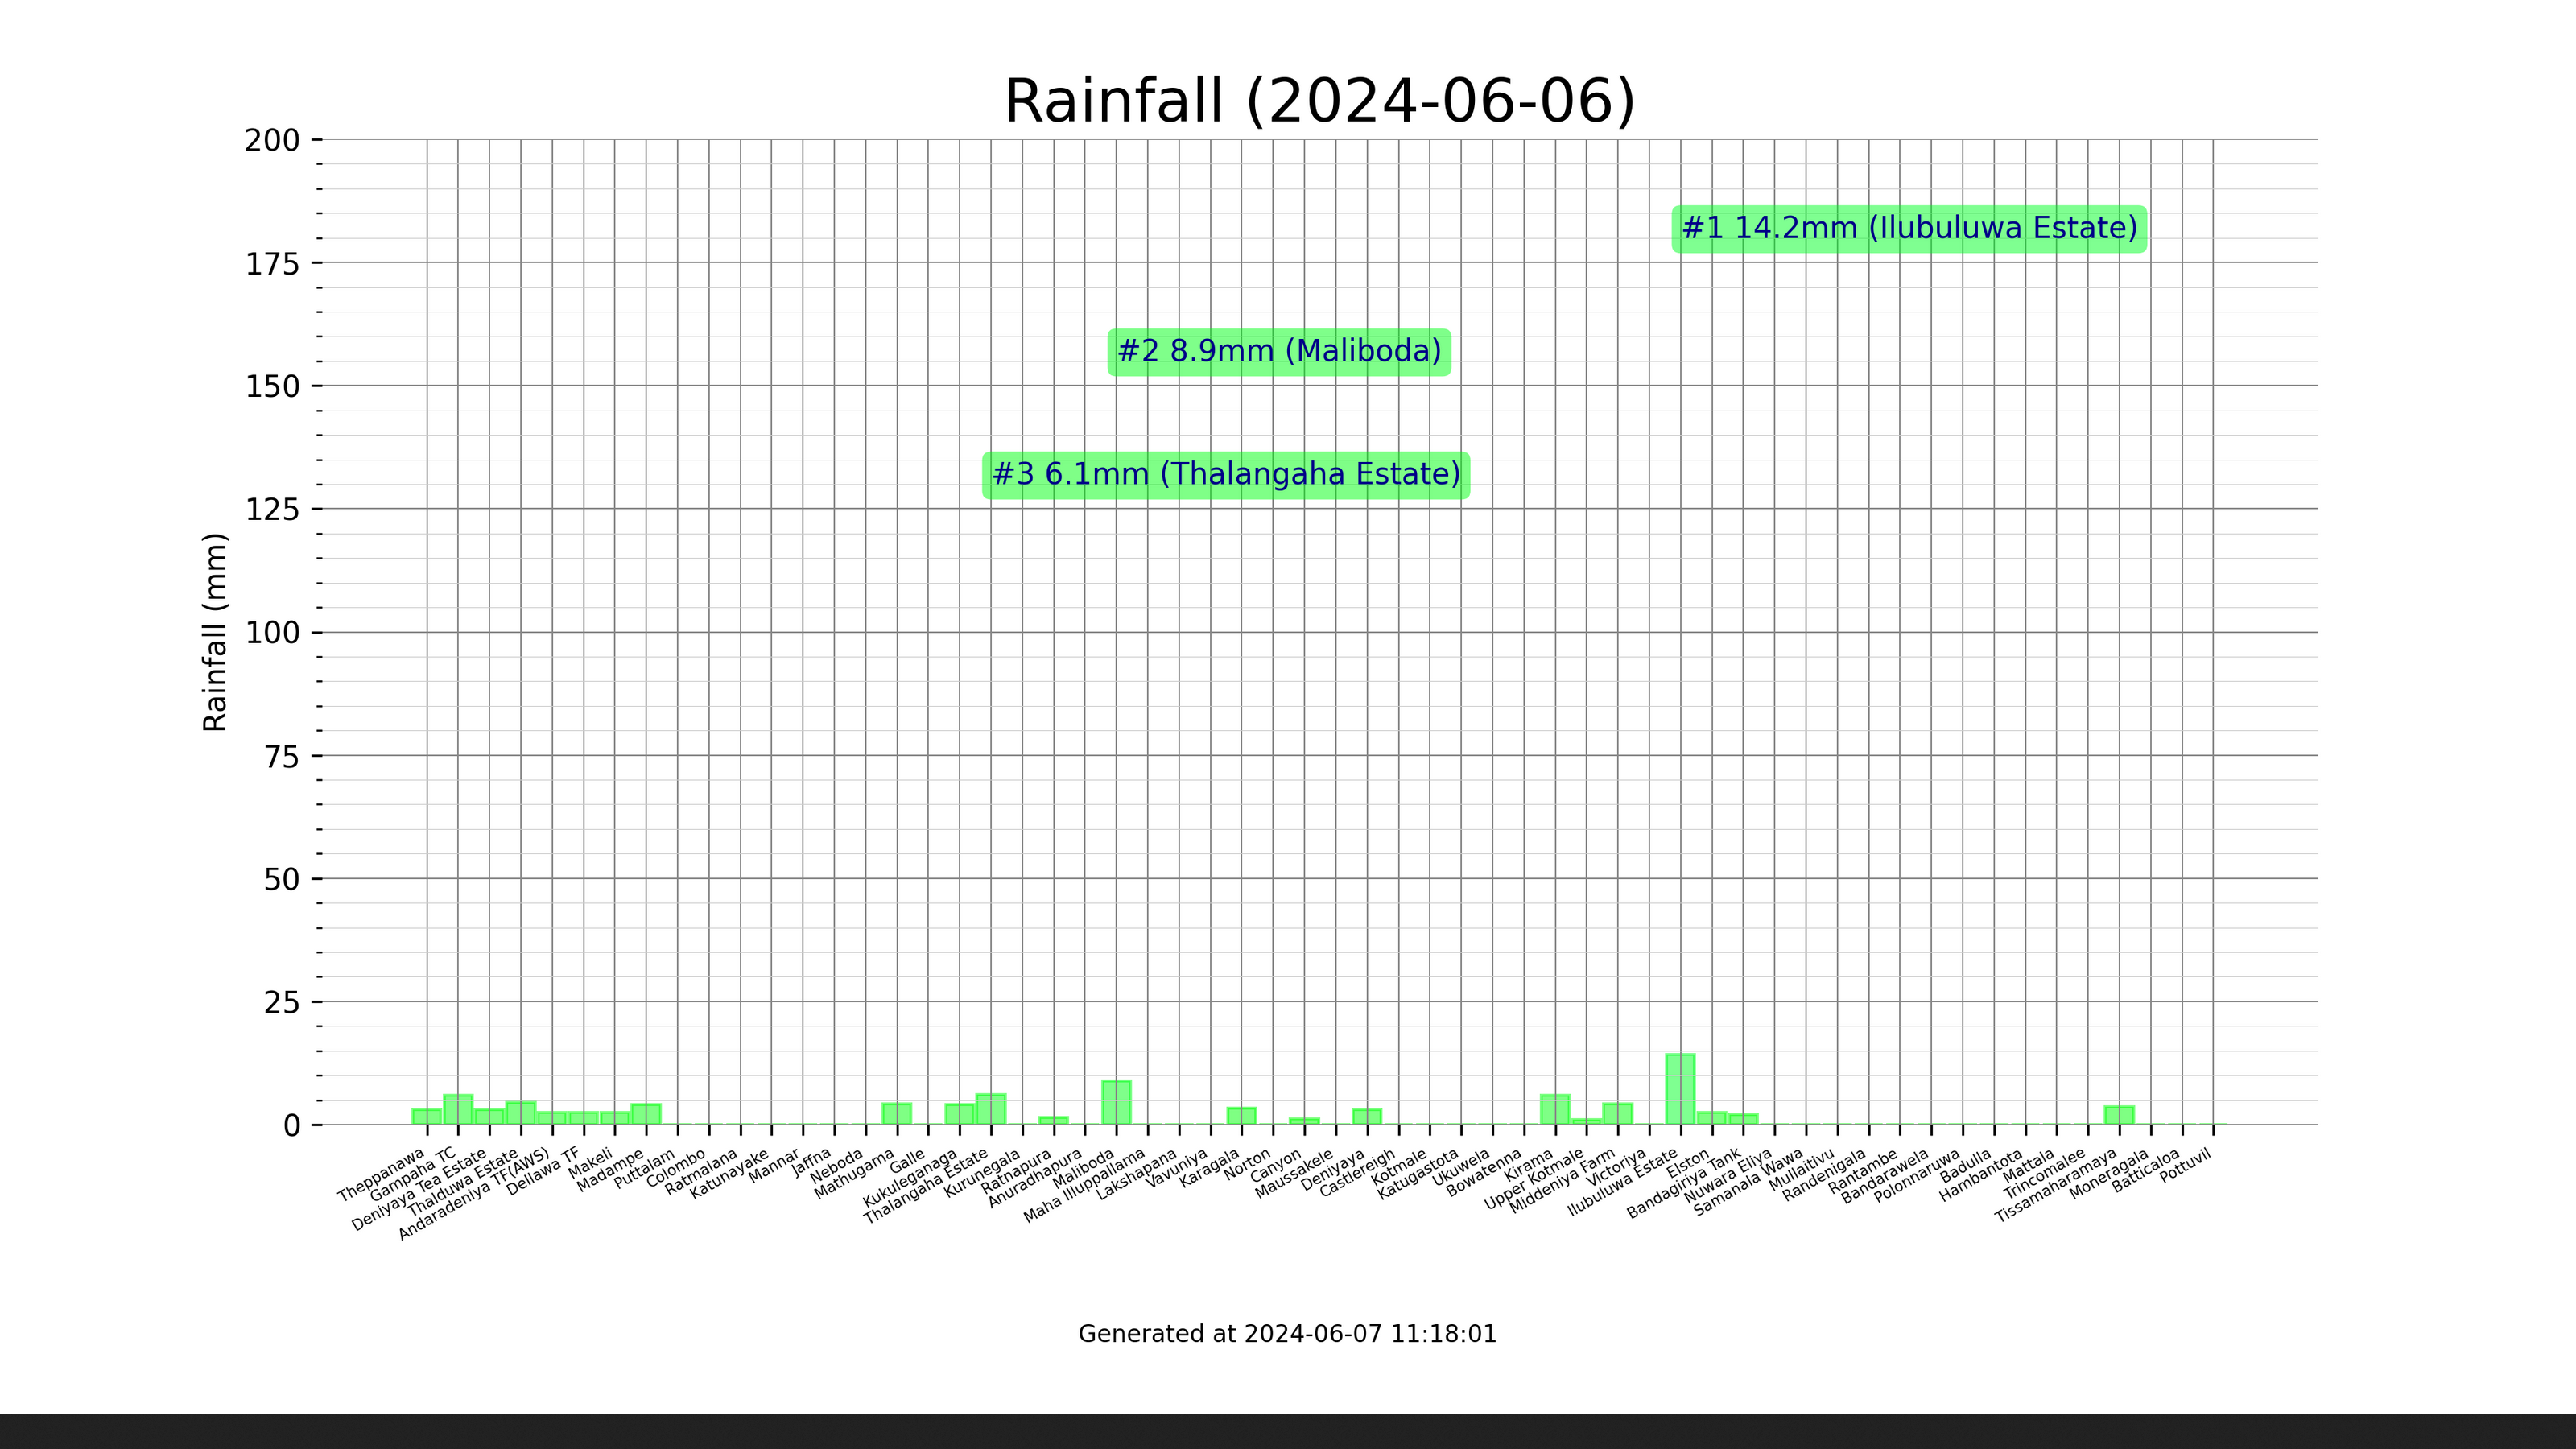 Rainfall (2024-06-06)
200
175
150
125
100
75
50
25
0
Rainfall (mm)
#1 14.2mm (Ilubuluwa Estate)
#2 8.9mm (Maliboda)
#3 6.1mm (Thalangaha Estate)
Theppanawa
Gampaha TC
Deniyaya Tea Estate
Thalduwa Estate
Andaradeniya TF(AWS)
Dellawa TF
Makeli
Madampe
Puttalam
Colombo
Ratmalana
Katunayake
Mannar
Jaffna
Neboda
Mathugama
Galle
Kukuleganaga
Thalangaha Estate
Kurunegala
Ratnapura
Anuradhapura
Maliboda
Maha Illuppallama
Lakshapana
Vavuniya
Karagala
Norton
Canyon
Maussakele
Deniyaya
Castlereigh
Kotmale
Katugastota
Ukuwela
Bowatenna
Kirama
Upper Kotmale
Middeniya Farm
Victoriya
Ilubuluwa Estate
Elston
Bandagiriya Tank
Nuwara Eliya
Samanala Wawa
Mullaitivu
Randenigala
Rantambe
Bandarawela
Polonnaruwa
Badulla
Hambantota
Mattala
Trincomalee
Tissamaharamaya
Moneragala
Batticaloa
Pottuvil
Generated at 2024-06-07 11:18:01